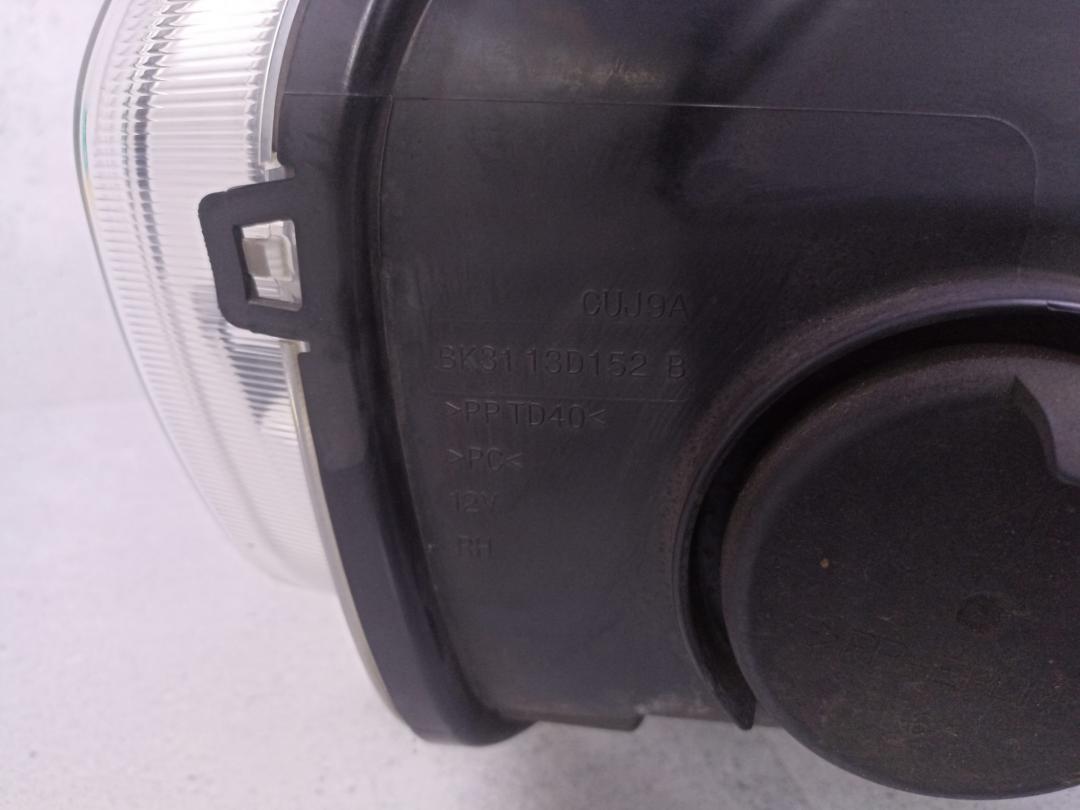 CUJ9A
BK31 13D152 B
>PP TD40<
>PC<
12V
RH